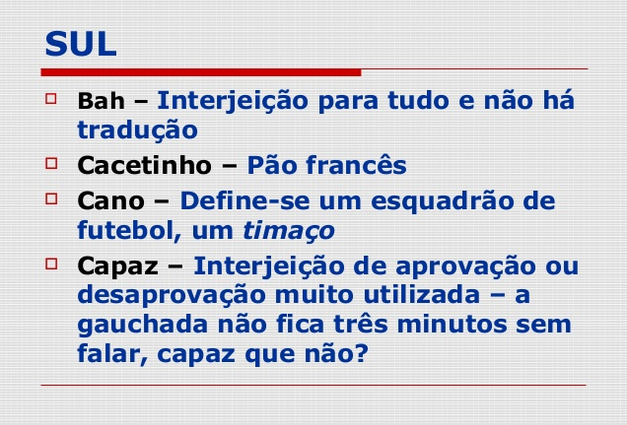 SUL
Bah – Interjeição para tudo e não há
tradução
Cacetinho – Pão francês
Cano – Define-se um esquadrão de
futebol, um timaço
Capaz – Interjeição de aprovação ou
desaprovação muito utilizada – a
gauchada não fica três minutos sem
falar, capaz que não?